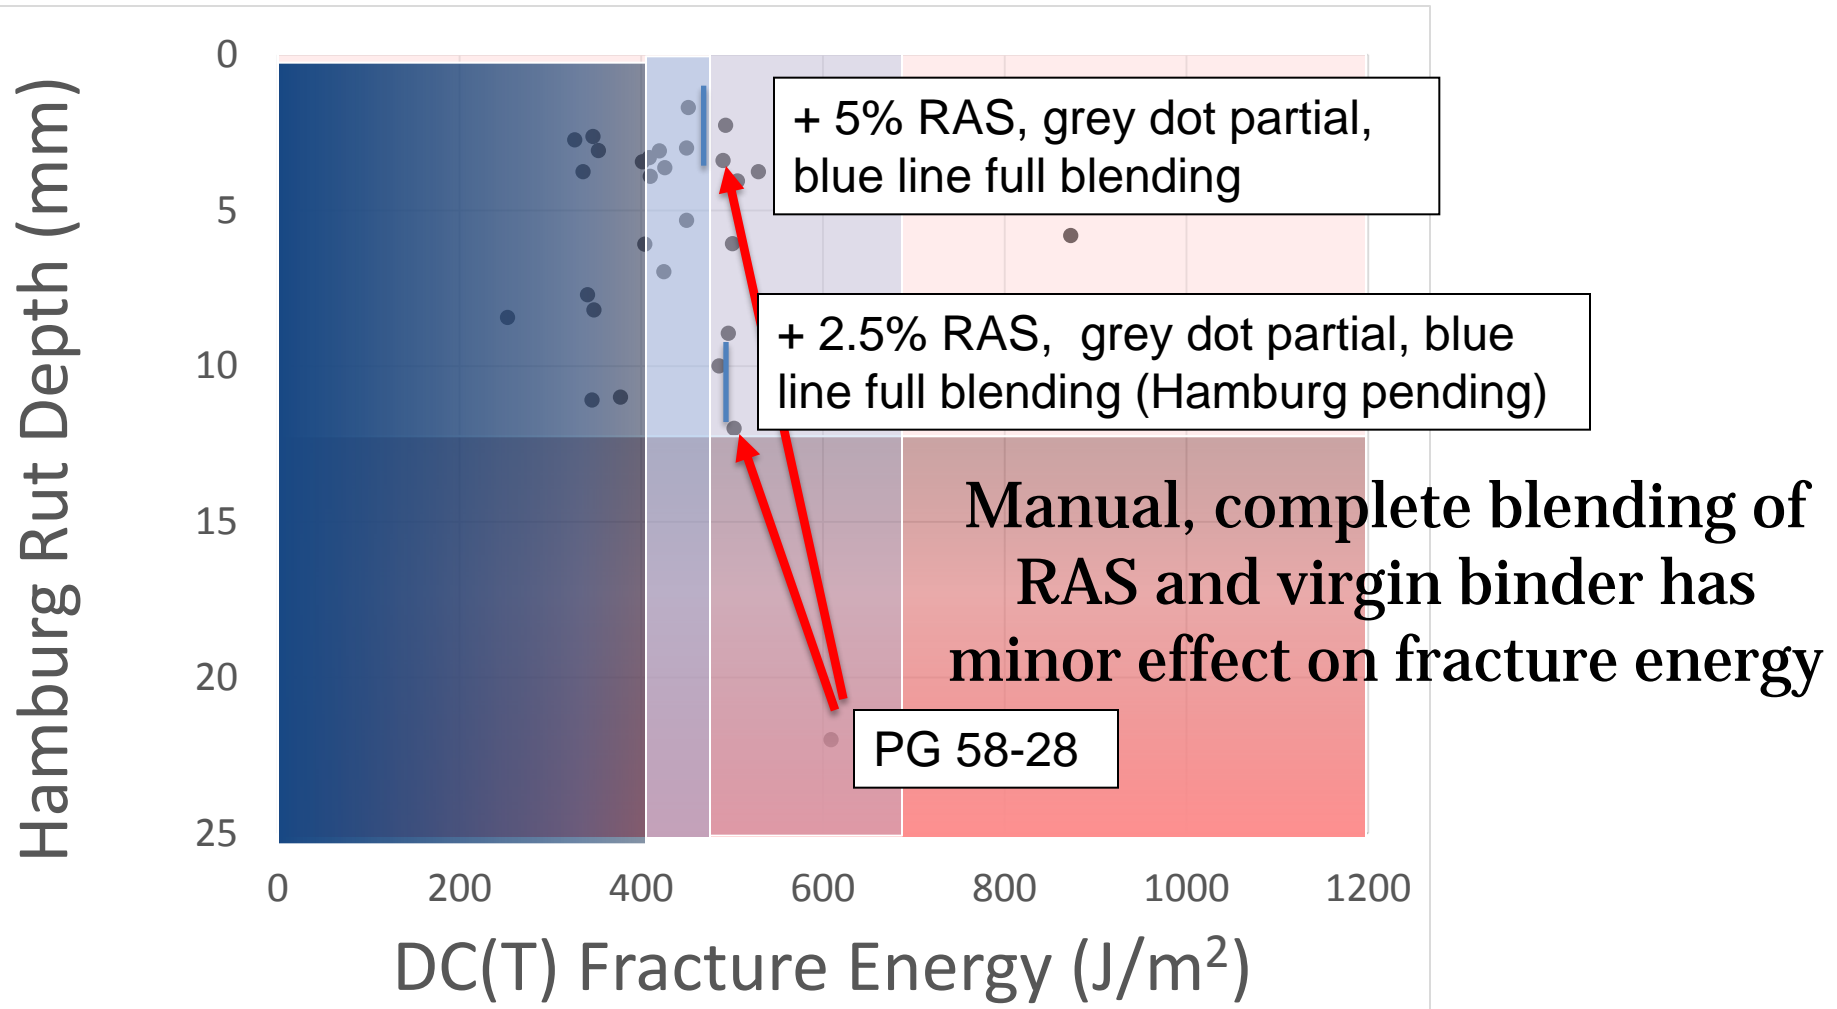 Hamburg Rut Depth (mm)
0
5
10
15
20
25
+ 5% RAS, grey dot partial,
blue line full blending
+ 2.5% RAS, grey dot partial, blue
line full blending (Hamburg pending)
Manual, complete blending of
RAS and virgin binder has
minor effect on fracture energy
PG 58-28
0 200 400 600 800 1000 1200
DC(T) Fracture Energy (J/m²)